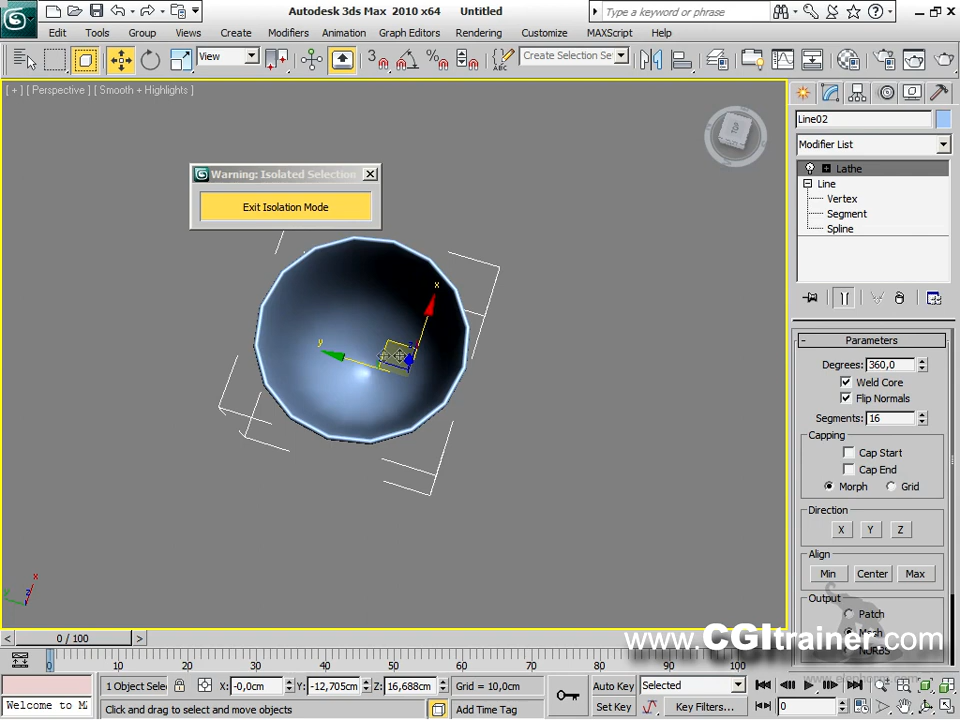 Autodesk 3ds Max 2010 x64 Untitled
Type a keyword or phrase
Edit Tools Group Views Create Modifiers Animation Graph Editors Rendering Customize MAXScript Help
View
3
ABC
Create Selection Se
[ + ] [ Perspective ] [ Smooth + Highlights ]
TOP
Line02
Modifier List
Lathe
Line
Vertex
Segment
Spline
Warning: Isolated Selection
Exit Isolation Mode
x
y
Parameters
Degrees: 360,0
Weld Core
Flip Normals
Segments: 16
Capping
Cap Start
Cap End
Morph Grid
Direction
X Y Z
Align
Min Center Max
Output
Patch
Mesh
NURBS
x
z
0 / 100
www.CGItrainer.com
0 10 20 30 40 50 60 70 80 90 100
1 Object Selec X: -0,0cm Y: -12,705cm Z: 16,688cm Grid = 10,0cm Auto Key Selected
Welcome to M Click and drag to select and move objects Add Time Tag Set Key Key Filters... 0